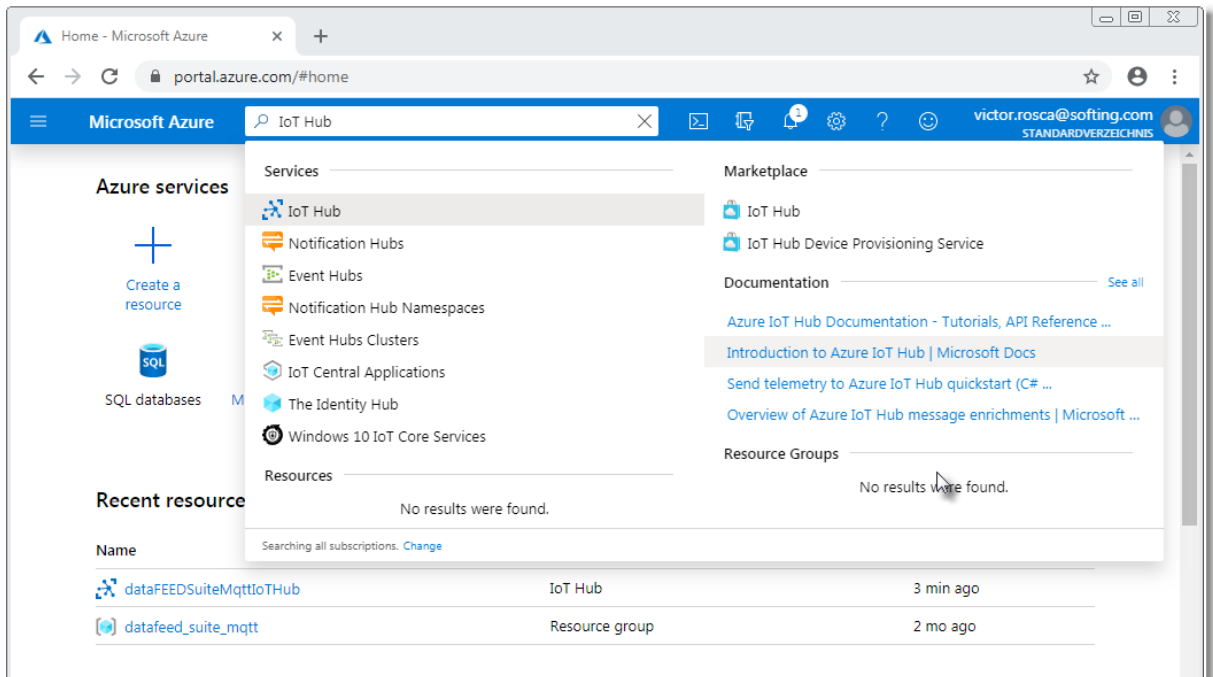 Home - Microsoft Azure
portal.azure.com/#home
Microsoft Azure
IoT Hub
1
victor.rosca@softing.com
STANDARDVERZEICHNIS
Azure services
Create a
resource
SQL
SQL databases
M
Recent resource
Services
IoT Hub
Notification Hubs
Event Hubs
Notification Hub Namespaces
Event Hubs Clusters
IoT Central Applications
The Identity Hub
Windows 10 IoT Core Services
Resources
No results were found.
Marketplace
IoT Hub
IoT Hub Device Provisioning Service
Documentation
See all
Azure IoT Hub Documentation - Tutorials, API Reference ...
Introduction to Azure IoT Hub | Microsoft Docs
Send telemetry to Azure IoT Hub quickstart (C# ...
Overview of Azure IoT Hub message enrichments | Microsoft ...
Resource Groups
No results were found.
Searching all subscriptions. Change
Name
dataFEEDSuiteMqttIoTHub IoT Hub 3 min ago
datafeed_suite_mqtt Resource group 2 mo ago